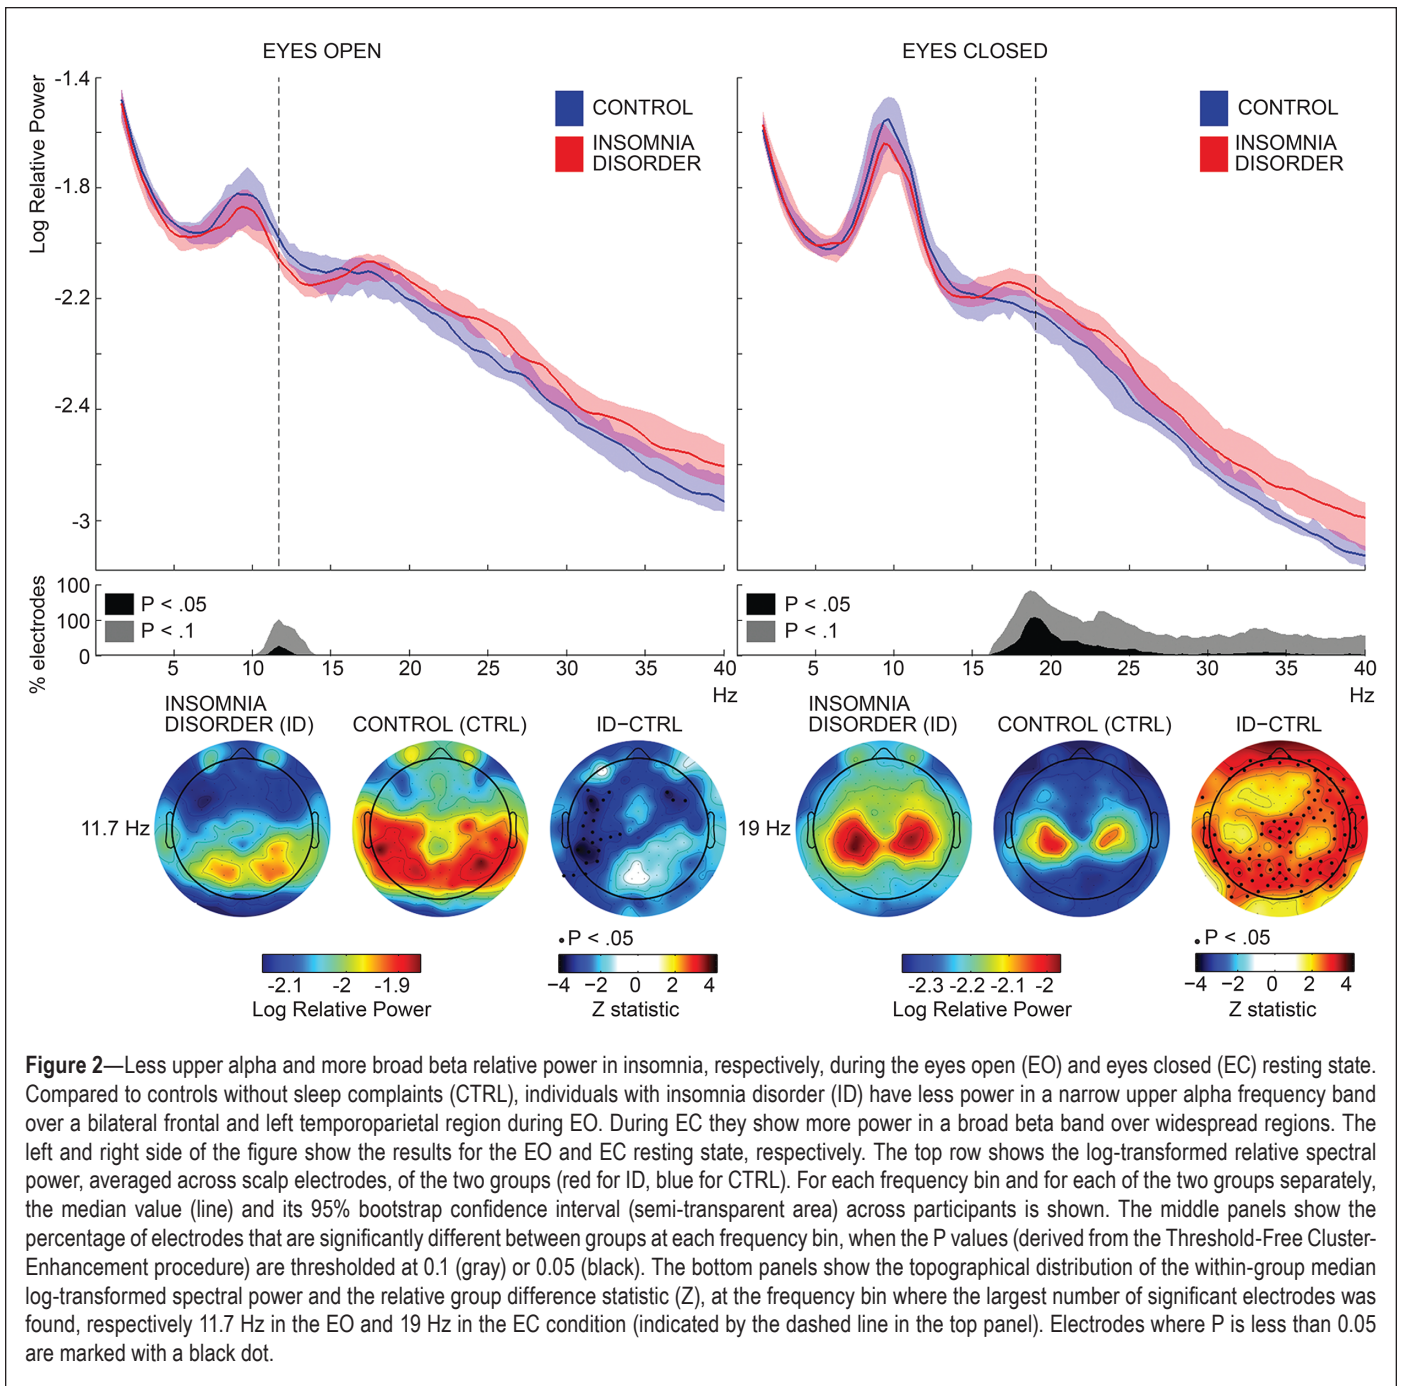 EYES OPEN
EYES CLOSED
Log Relative Power
-1.4
-1.8
-2.2
-2.4
-3
CONTROL
INSOMNIA
DISORDER
CONTROL
INSOMNIA
DISORDER
% electrodes
100
100
0
P < .05
P < .1
5 10 15 20 25 30 35 40
Hz
P < .05
P < .1
5 10 15 20 25 30 35 40
Hz
INSOMNIA
DISORDER (ID)
CONTROL (CTRL)
ID−CTRL
INSOMNIA
DISORDER (ID)
CONTROL (CTRL)
ID−CTRL
11.7 Hz
19 Hz
-2.1 -2 -1.9
Log Relative Power
•P < .05
−4 −2 0 2 4
Z statistic
-2.3 -2.2 -2.1 -2
Log Relative Power
•P < .05
−4 −2 0 2 4
Z statistic
Figure 2—Less upper alpha and more broad beta relative power in insomnia, respectively, during the eyes open (EO) and eyes closed (EC) resting state.
Compared to controls without sleep complaints (CTRL), individuals with insomnia disorder (ID) have less power in a narrow upper alpha frequency band
over a bilateral frontal and left temporoparietal region during EO. During EC they show more power in a broad beta band over widespread regions. The
left and right side of the figure show the results for the EO and EC resting state, respectively. The top row shows the log-transformed relative spectral
power, averaged across scalp electrodes, of the two groups (red for ID, blue for CTRL). For each frequency bin and for each of the two groups separately,
the median value (line) and its 95% bootstrap confidence interval (semi-transparent area) across participants is shown. The middle panels show the
percentage of electrodes that are significantly different between groups at each frequency bin, when the P values (derived from the Threshold-Free Cluster-
Enhancement procedure) are thresholded at 0.1 (gray) or 0.05 (black). The bottom panels show the topographical distribution of the within-group median
log-transformed spectral power and the relative group difference statistic (Z), at the frequency bin where the largest number of significant electrodes was
found, respectively 11.7 Hz in the EO and 19 Hz in the EC condition (indicated by the dashed line in the top panel). Electrodes where P is less than 0.05
are marked with a black dot.